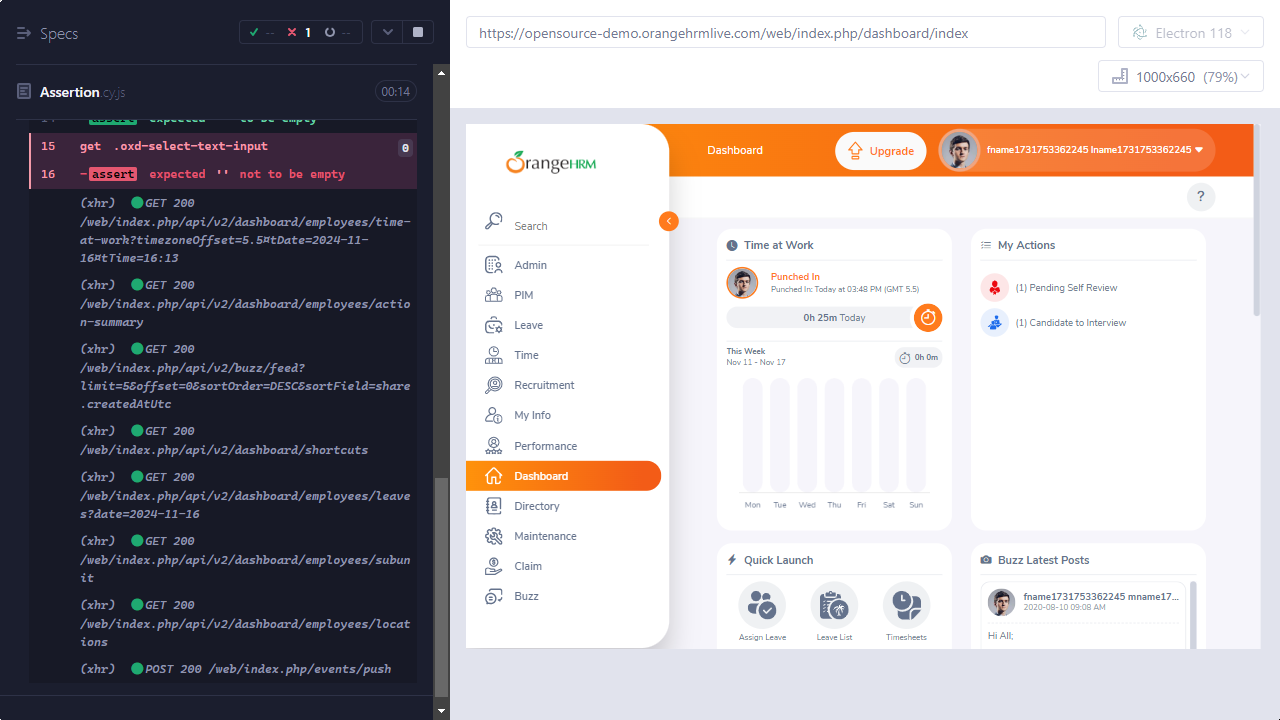 Specs
--
1
--
https://opensource-demo.orangehrmlive.com/web/index.php/dashboard/index
Electron 118
1000x660 (79%)
Assertion.cy.js
00:14
15 get .oxd-select-text-input 0
16 -assert expected '' not to be empty
(xhr) GET 200
/web/index.php/api/v2/dashboard/employees/time-
at-work?timezoneOffset=5.5¤tDate=2024-11-
16¤tTime=16:13
(xhr) GET 200
/web/index.php/api/v2/dashboard/employees/actio
n-summary
(xhr) GET 200
/web/index.php/api/v2/buzz/feed?
limit=5&offset=0&sortOrder=DESC&sortField=share
.createdAtUtc
(xhr) GET 200
/web/index.php/api/v2/dashboard/shortcuts
(xhr) GET 200
/web/index.php/api/v2/dashboard/employees/leave
s?date=2024-11-16
(xhr) GET 200
/web/index.php/api/v2/dashboard/employees/subun
it
(xhr) GET 200
/web/index.php/api/v2/dashboard/employees/locat
ions
(xhr) POST 200 /web/index.php/events/push
OrangeHRM
Search
Admin
PIM
Leave
Time
Recruitment
My Info
Performance
Dashboard
Directory
Maintenance
Claim
Buzz
Dashboard
Upgrade
fname1731753362245 lname1731753362245
?
Time at Work
Punched In
Punched In: Today at 03:48 PM (GMT 5.5)
0h 25m Today
This Week
Nov 11 - Nov 17
0h 0m
Mon Tue Wed Thu Fri Sat Sun
My Actions
(1) Pending Self Review
(1) Candidate to Interview
Quick Launch
Assign Leave
Leave List
Timesheets
Buzz Latest Posts
fname1731753362245 mname17...
2020-08-10 09:08 AM
Hi All;